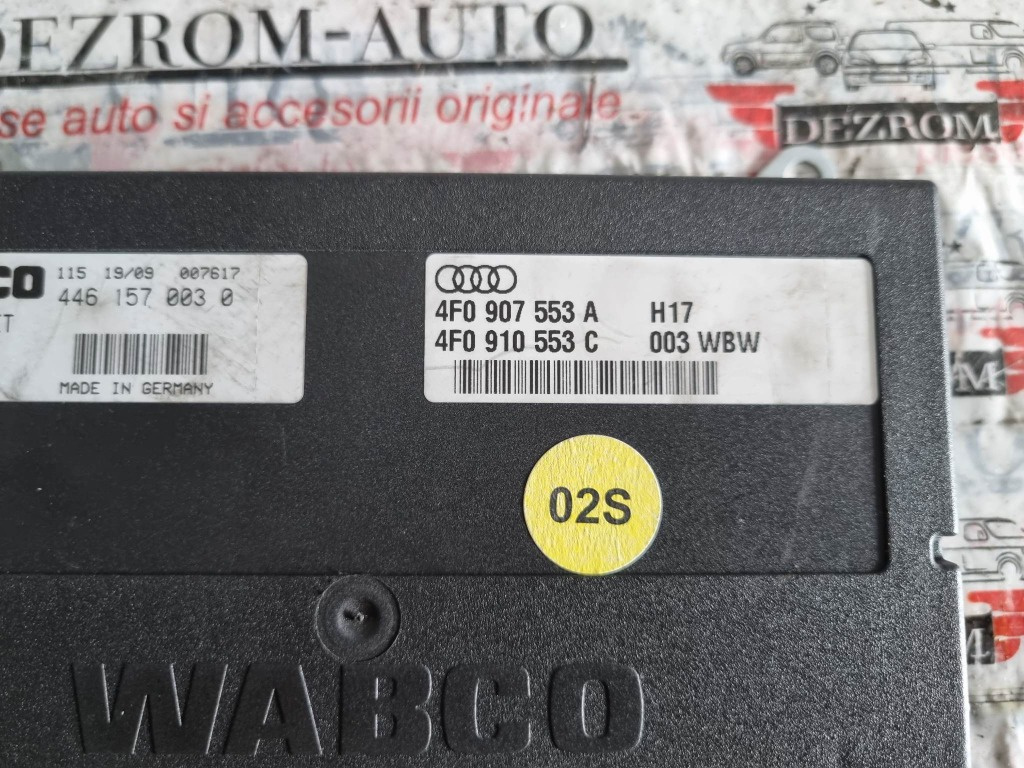 DEZROM-AUTO
se auto si accesorii originale
DEZROM
115 19/09 007617
446 157 003 0
MADE IN GERMANY
4F0 907 553 A H17
4F0 910 553 C 003 WBW
02S
WABCO